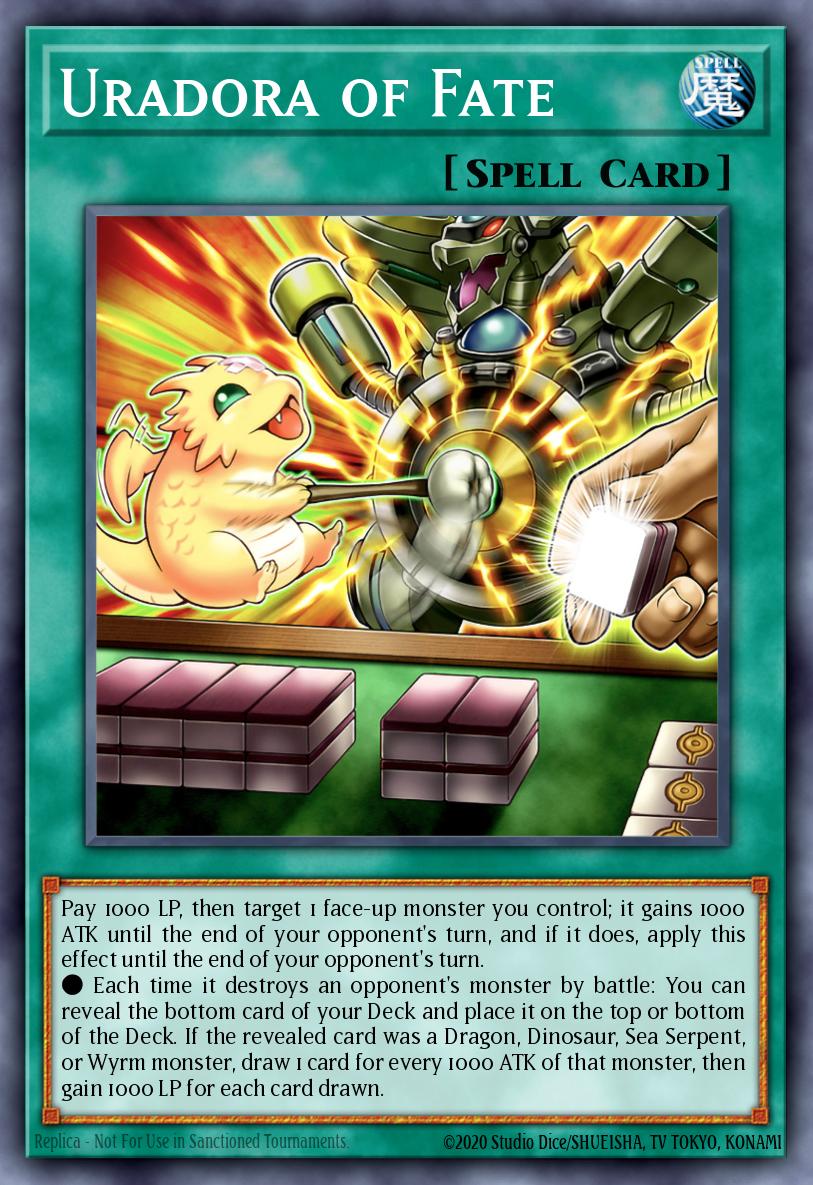 Uradora of Fate
SPELL
魔
[Spell Card]
Pay 1000 LP, then target 1 face-up monster you control; it gains 1000
ATK until the end of your opponent's turn, and if it does, apply this
effect until the end of your opponent's turn.
● Each time it destroys an opponent's monster by battle: You can
reveal the bottom card of your Deck and place it on the top or bottom
of the Deck. If the revealed card was a Dragon, Dinosaur, Sea Serpent,
or Wyrm monster, draw 1 card for every 1000 ATK of that monster, then
gain 1000 LP for each card drawn.
Replica - Not For Use in Sanctioned Tournaments.
©2020 Studio Dice/SHUEISHA, TV TOKYO, KONAMI